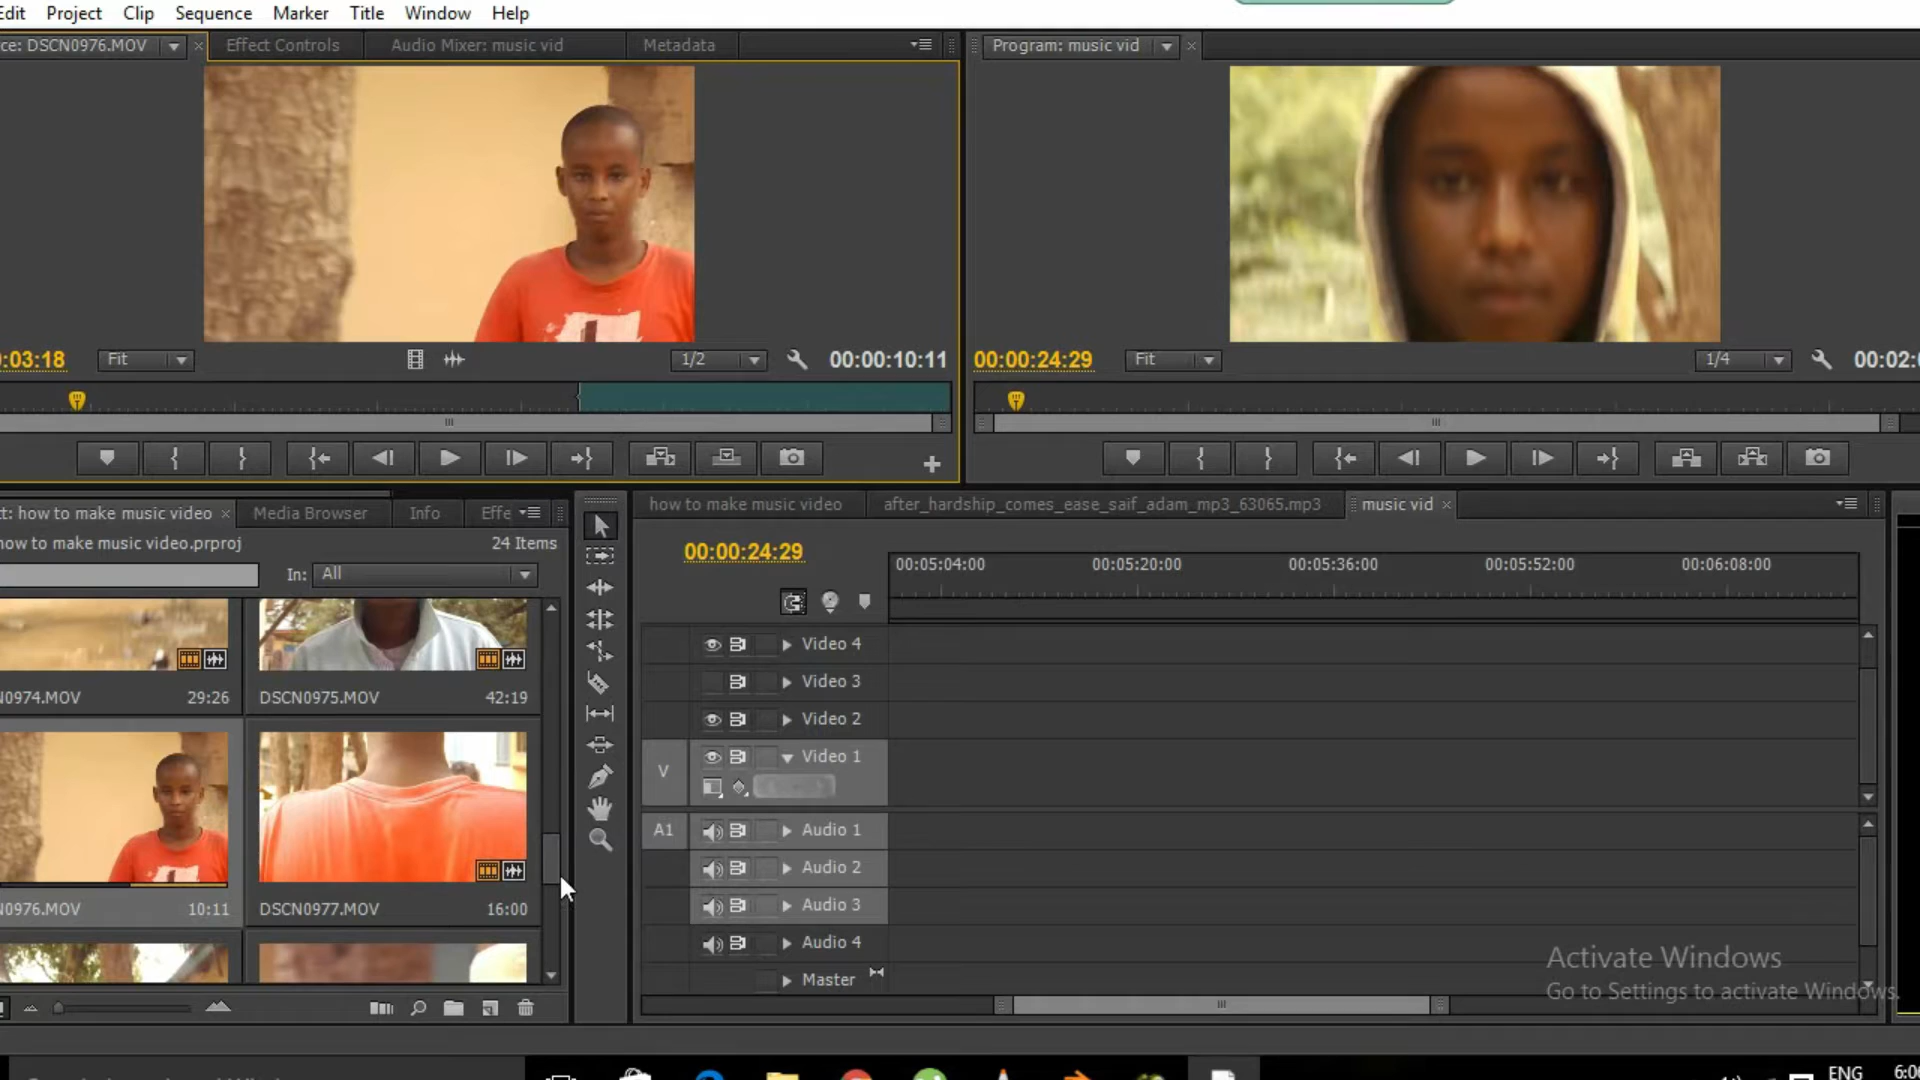 Edit Project Clip Sequence Marker Title Window Help
ce: DSCN0976.MOV Effect Controls Audio Mixer: music vid Metadata
Program: music vid
:03:18 Fit 1/2 00:00:10:11
00:00:24:29 Fit 1/4 00:02:
t: how to make music video Media Browser Info Effe
how to make music video.prproj 24 Items
In: All
N0974.MOV 29:26
DSCN0975.MOV 42:19
N0976.MOV 10:11
DSCN0977.MOV 16:00
how to make music video after_hardship_comes_ease_saif_adam_mp3_63065.mp3 music vid
00:00:24:29
00:05:04:00 00:05:20:00 00:05:36:00 00:05:52:00 00:06:08:00
Video 4
Video 3
Video 2
V Video 1
A1 Audio 1
Audio 2
Audio 3
Audio 4
Master
Activate Windows
Go to Settings to activate Windows.
ENG